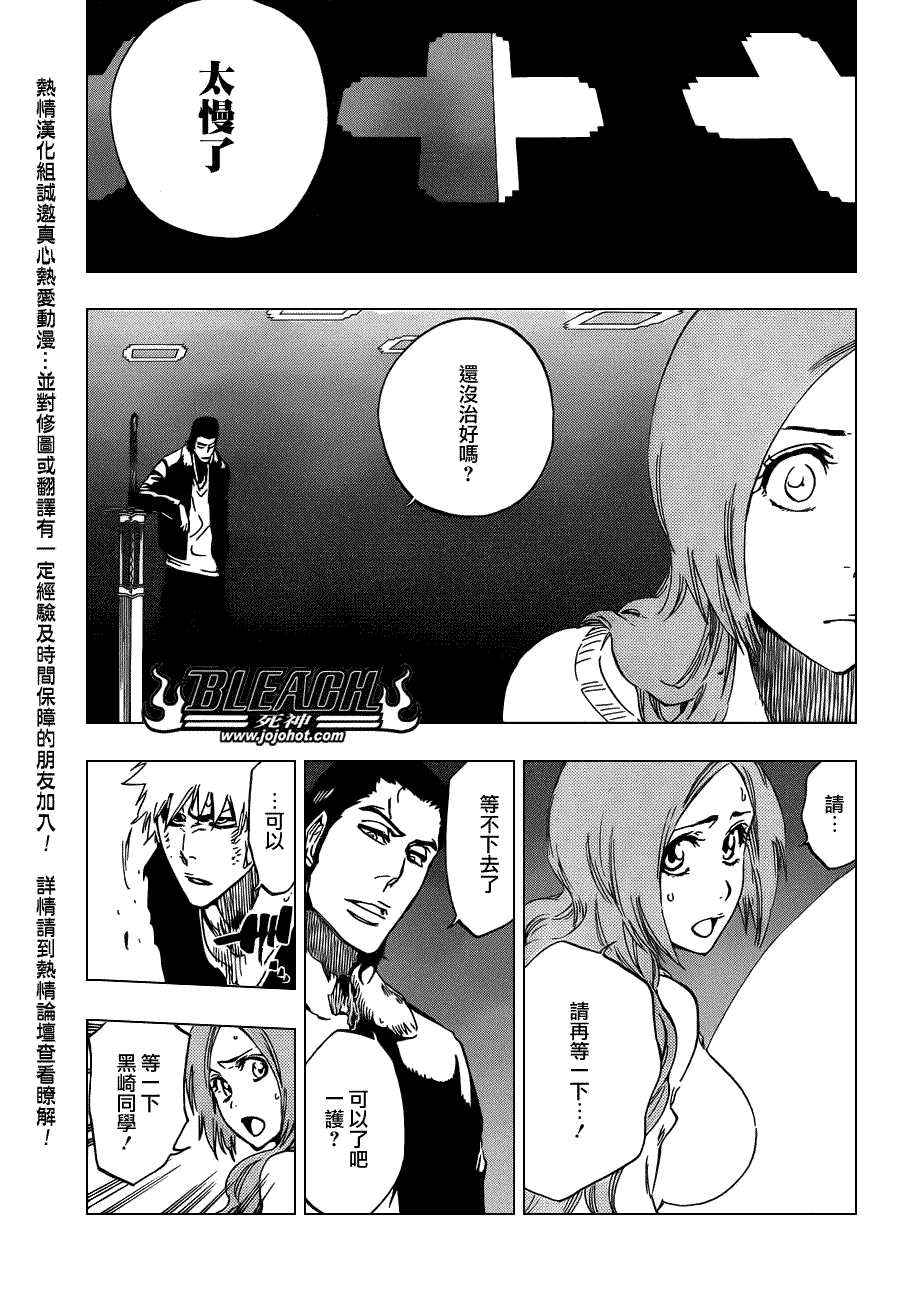 太慢了
還沒治好嗎？
BLEACH
死神
www.jojohot.com
請…
請再等一下…！
等不下去了
可以了吧
一護？
…可以
等一下
黑崎同學！
熱情漢化組誠邀真心熱愛動漫…並對修圖或翻譯有一定經驗及時間保障的朋友加入！ 詳情請到熱情論壇查看瞭解！